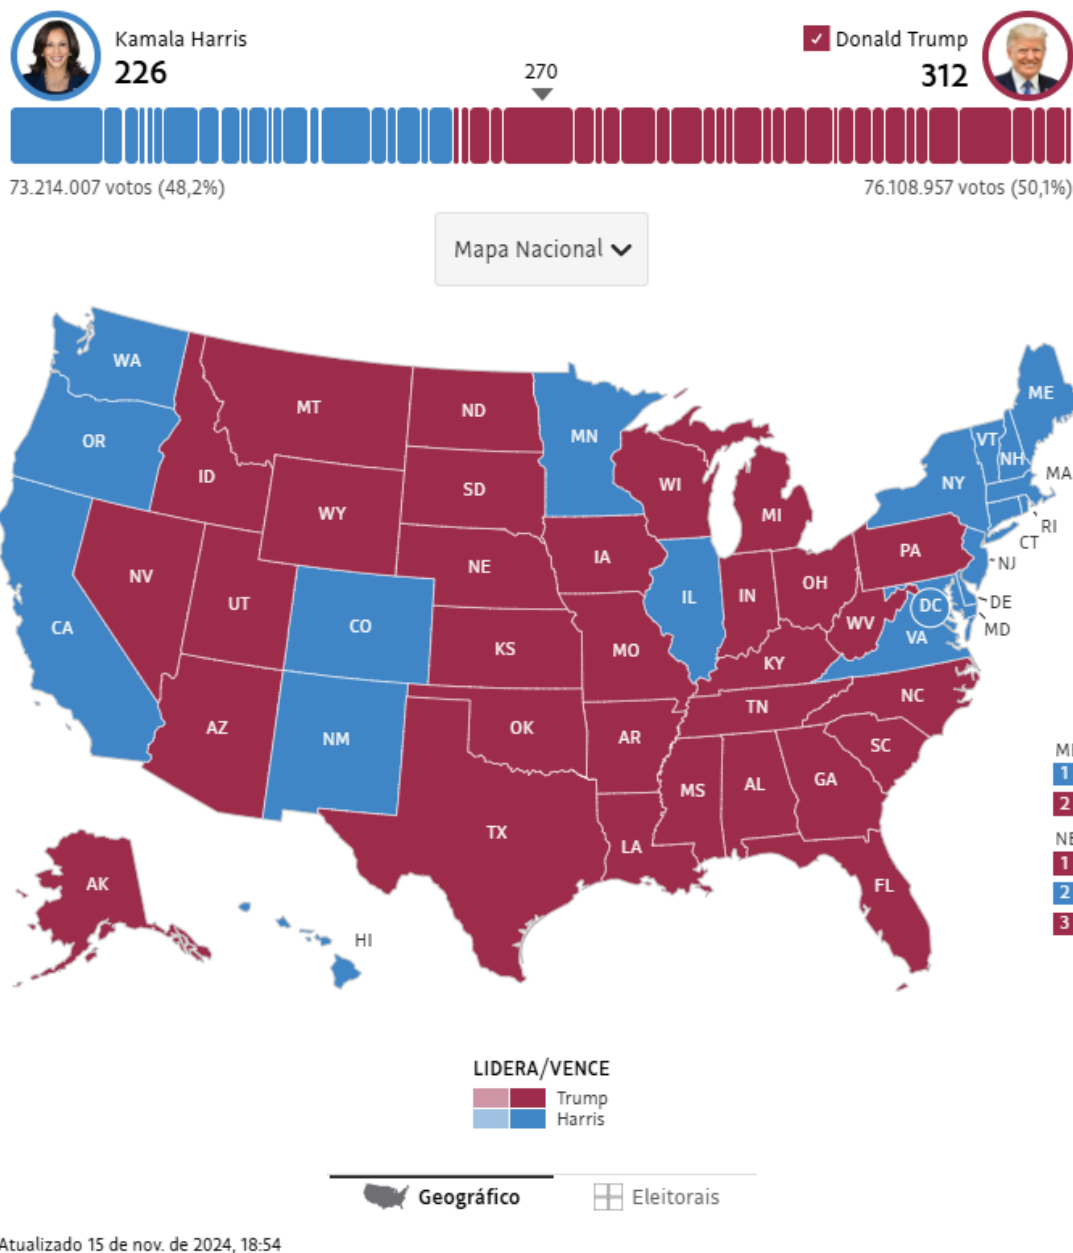 Kamala Harris
226
270
Donald Trump
312
73.214.007 votos (48,2%)
76.108.957 votos (50,1%)
Mapa Nacional
WA
MT
ND
MN
ME
OR
ID
SD
WI
VT
NH
NY
MA
WY
MI
RI
CT
NV
UT
NE
IA
PA
NJ
CA
CO
IL
IN
OH
WV
DC
DE
MD
VA
KS
MO
KY
AZ
NM
OK
AR
TN
NC
SC
MS
AL
GA
TX
LA
FL
AK
HI
1
2
NE
1
2
3
LIDERA/VENCE
Trump
Harris
Geográfico
Eleitorais
Atualizado 15 de nov. de 2024, 18:54